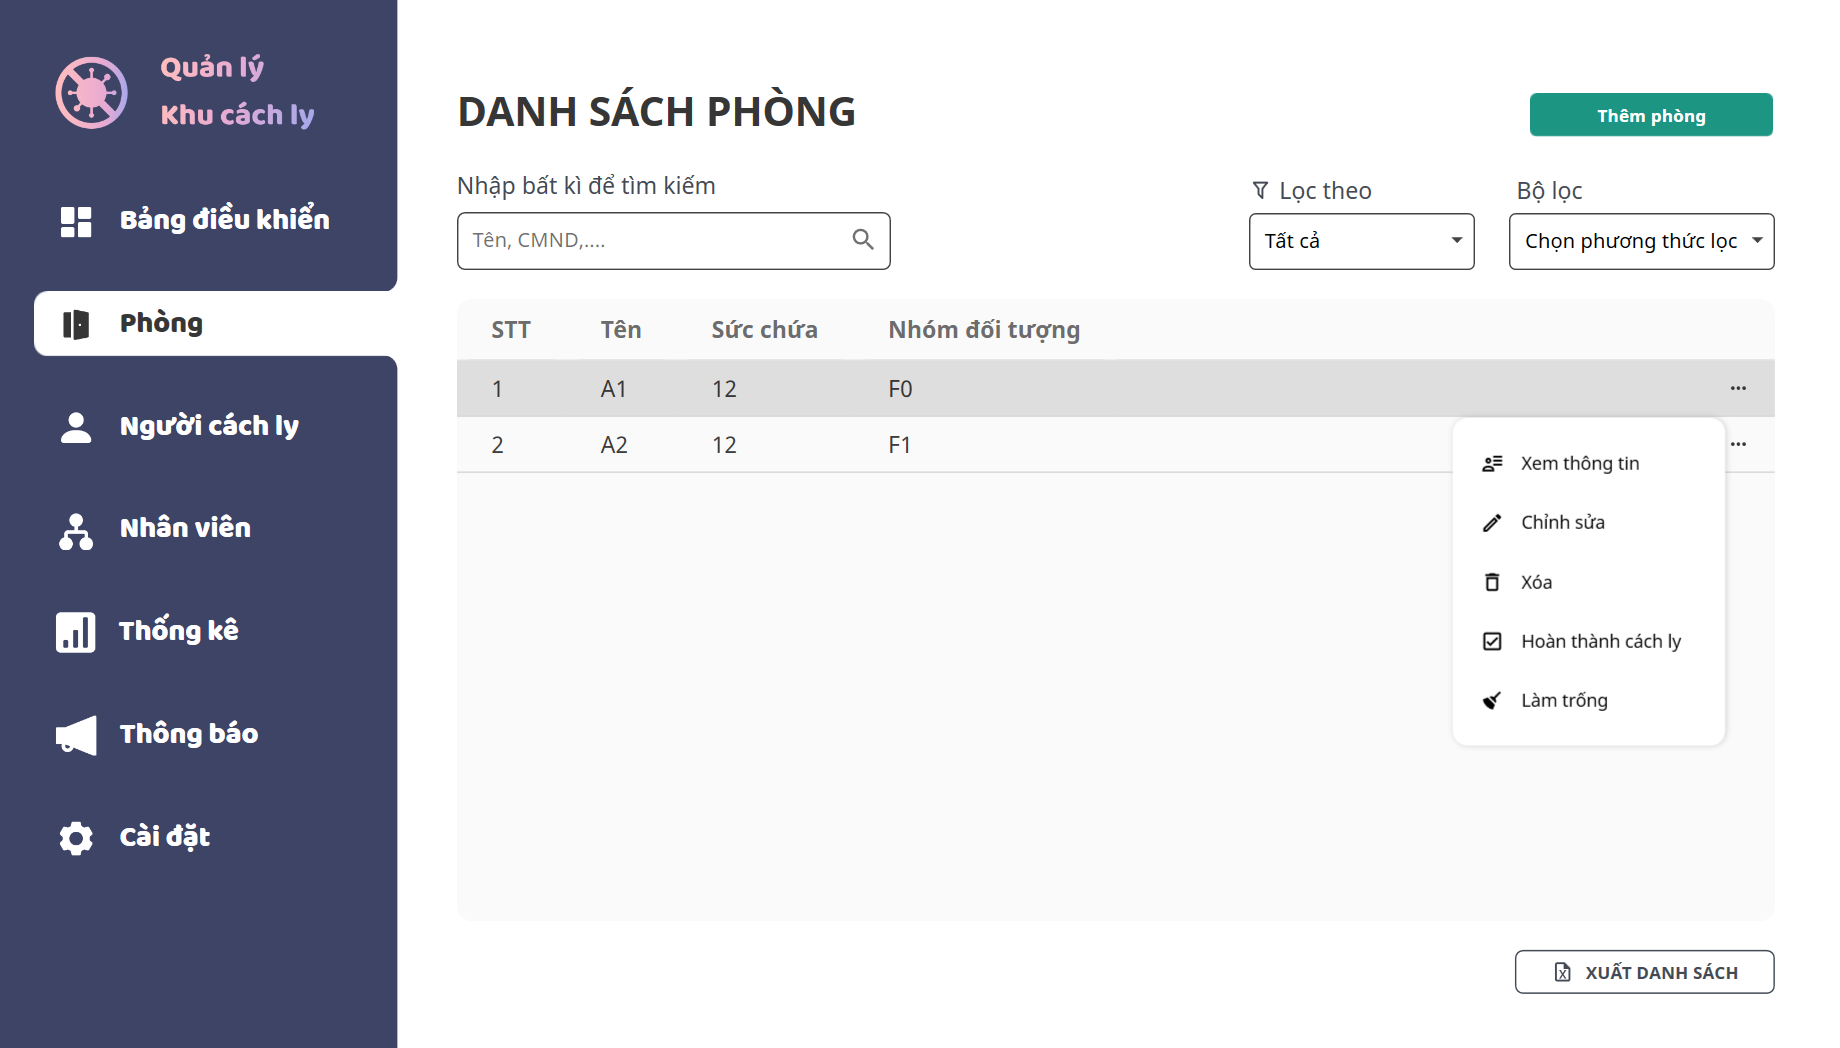 Quản lý
Khu cách ly
Bảng điều khiển
Phòng
Người cách ly
Nhân viên
Thống kê
Thông báo
Cài đặt
DANH SÁCH PHÒNG
Thêm phòng
Nhập bất kì để tìm kiếm
Tên, CMND,....
Lọc theo
Tất cả
Bộ lọc
Chọn phương thức lọc
STT Tên Sức chứa Nhóm đối tượng
1 A1 12 F0 ···
2 A2 12 F1 ···
Xem thông tin
Chỉnh sửa
Xóa
Hoàn thành cách ly
Làm trống
XUẤT DANH SÁCH